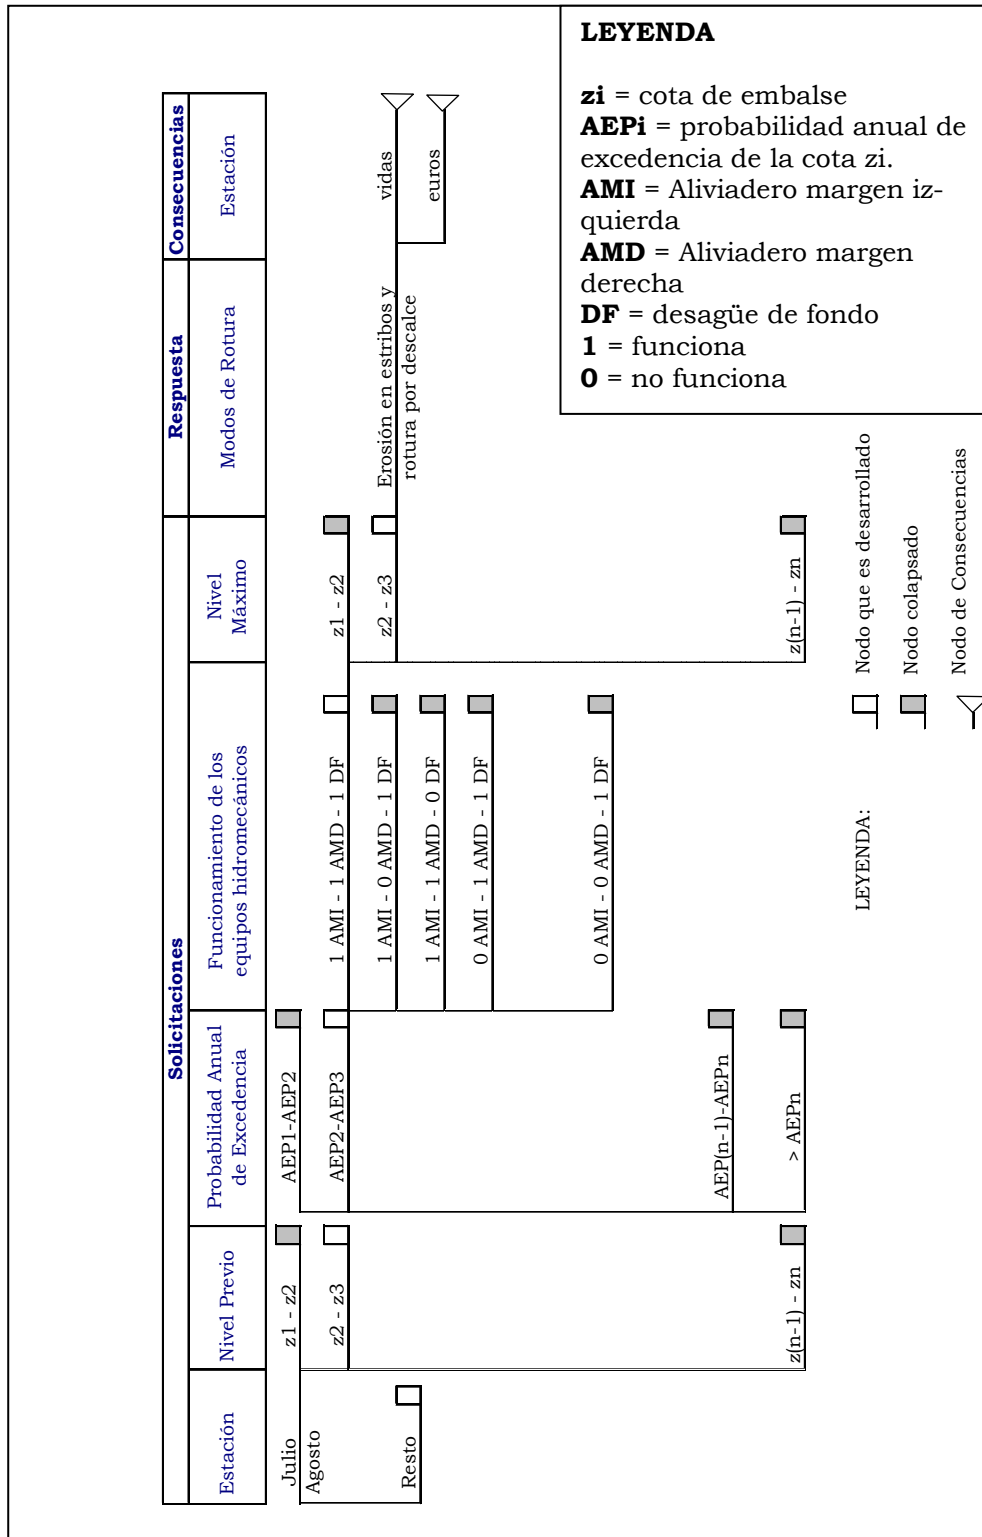 LEYENDA
zi = cota de embalse
AEPi = probabilidad anual de
excedencia de la cota zi.
AMI = Aliviadero margen iz-
quierda
AMD = Aliviadero margen
derecha
DF = desagüe de fondo
1 = funciona
0 = no funciona
Solicitaciones
Respuesta
Consecuencias
Estación
Nivel Previo
Probabilidad Anual
de Excedencia
Funcionamiento de los
equipos hidromecánicos
Nivel
Máximo
Modos de Rotura
Estación
Julio
Agosto
Resto
z1 - z2
z2 - z3
z(n-1) - zn
AEP1-AEP2
AEP2-AEP3
AEP(n-1)-AEPn
> AEPn
1 AMI - 1 AMD - 1 DF
1 AMI - 0 AMD - 1 DF
1 AMI - 1 AMD - 0 DF
0 AMI - 1 AMD - 1 DF
0 AMI - 0 AMD - 1 DF
z1 - z2
z2 - z3
z(n-1) - zn
Erosión en estribos y
rotura por descalce
vidas
euros
LEYENDA:
Nodo que es desarrollado
Nodo colapsado
Nodo de Consecuencias